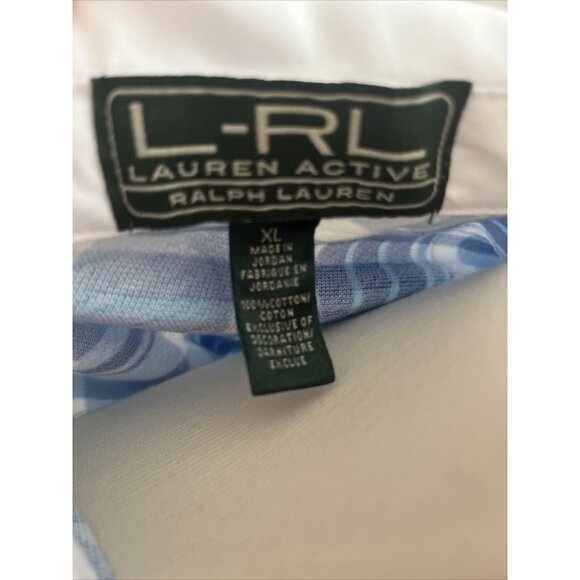 L-RL
LAUREN ACTIVE
RALPH LAUREN
XL
MADE IN
JORDAN
FABRIQUE EN
JORDANIE
100%COTTON/
COTON
EXCLUSIVE OF
DECORATION/
GARNITURE
EXCLUE